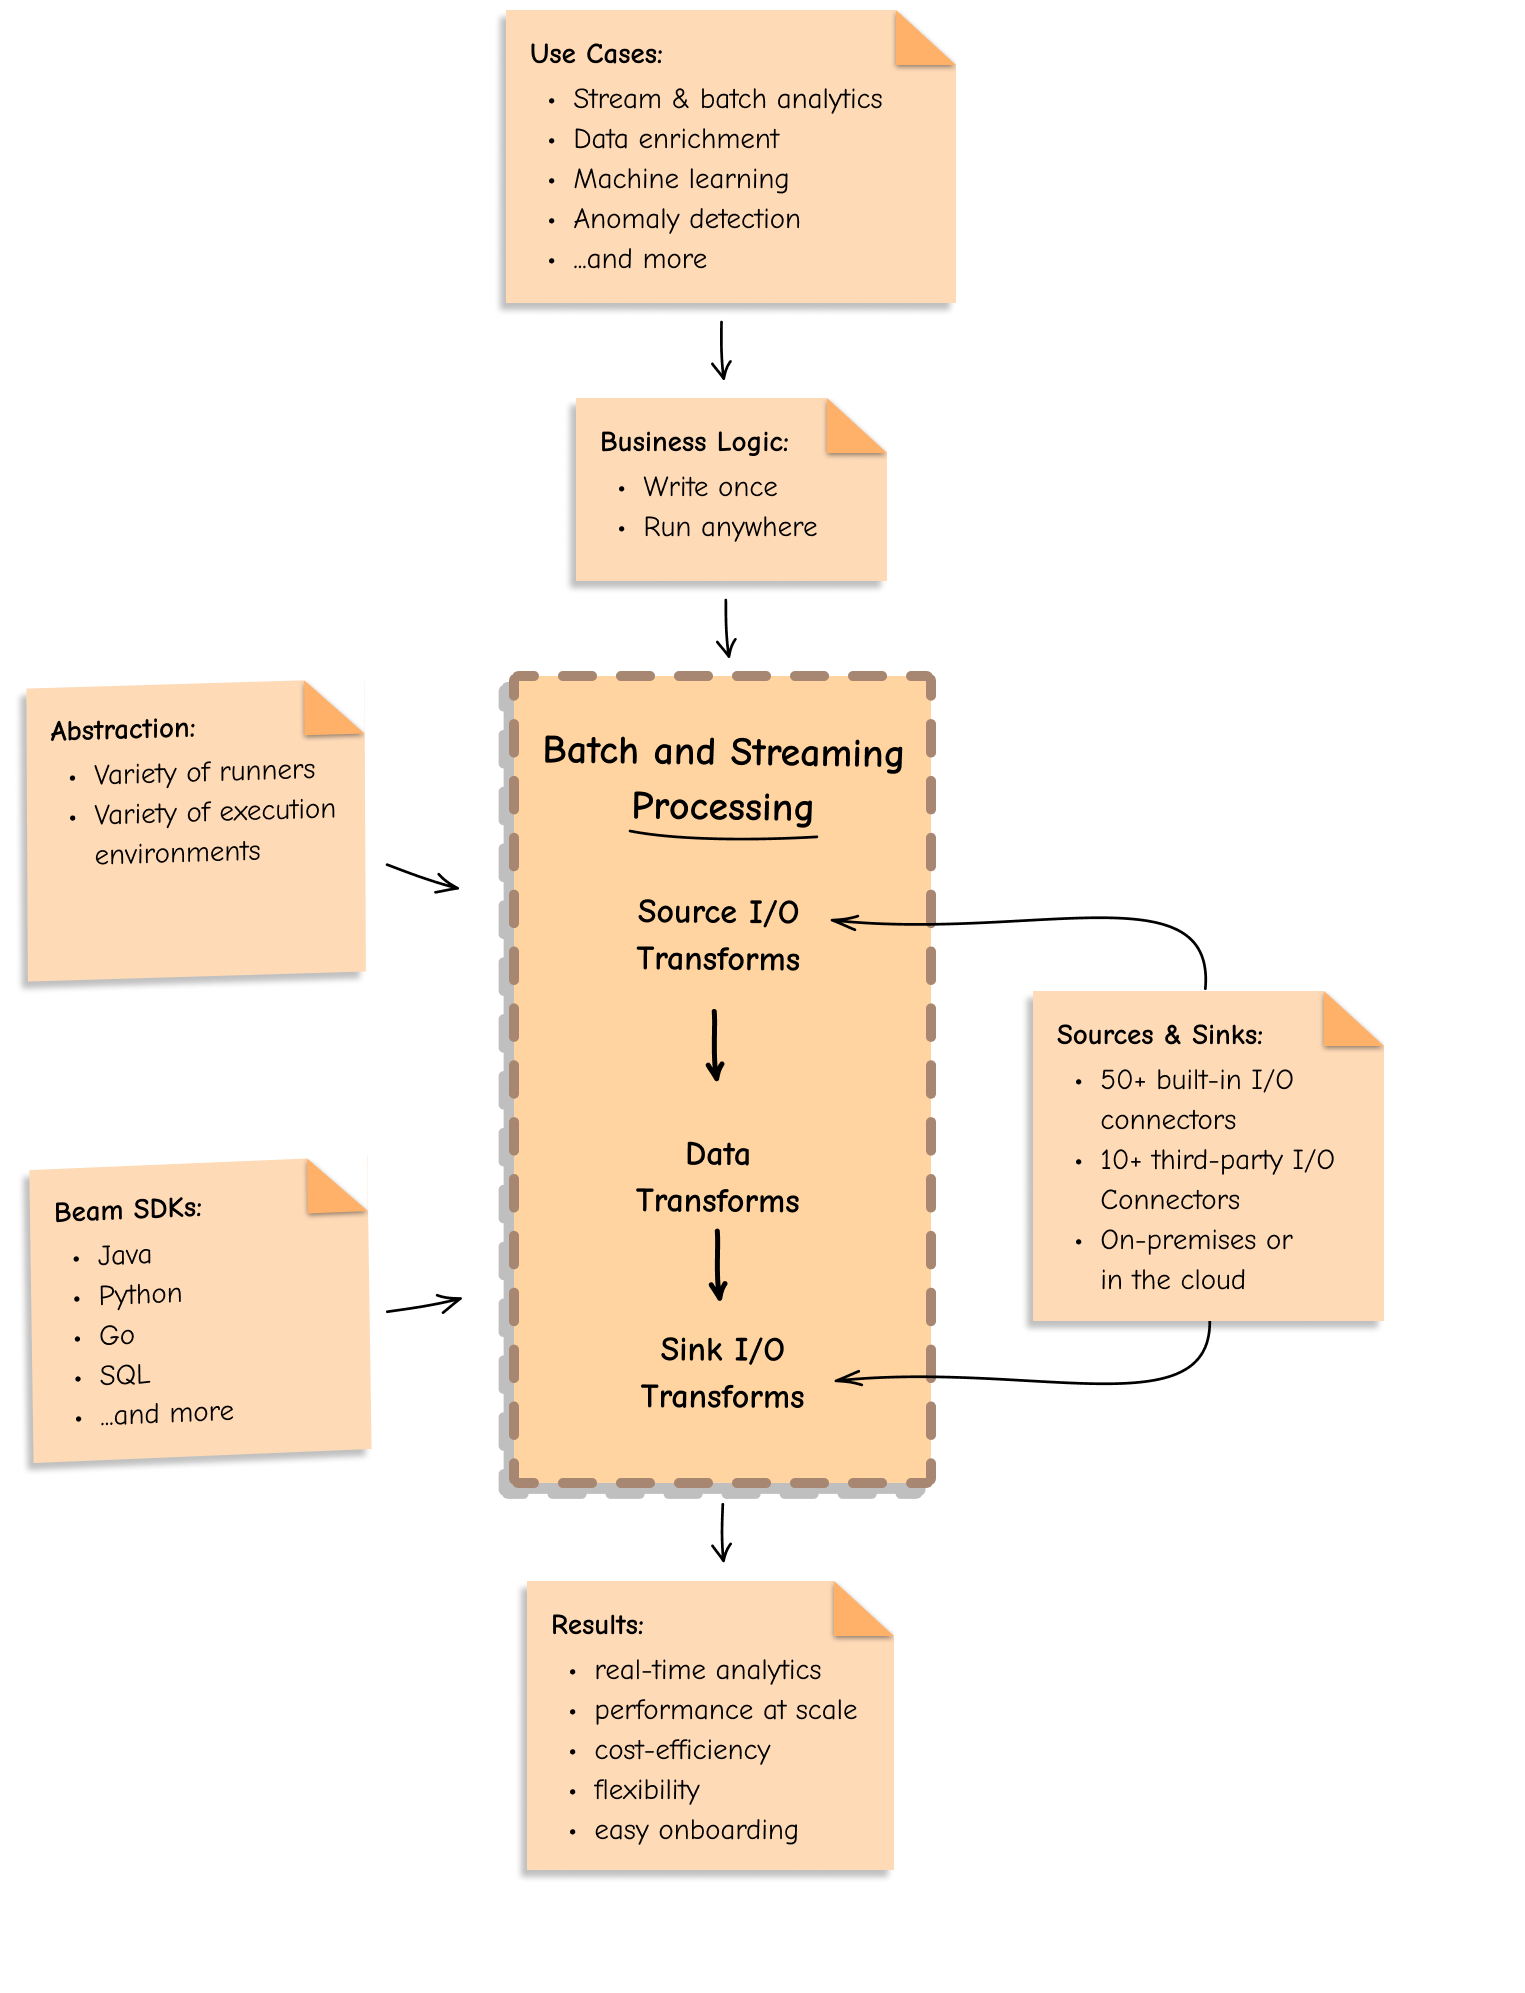 Use Cases:
• Stream & batch analytics
• Data enrichment
• Machine learning
• Anomaly detection
• ...and more
Business Logic:
• Write once
• Run anywhere
Abstraction:
• Variety of runners
• Variety of execution
environments
Beam SDKs:
• Java
• Python
• Go
• SQL
• ...and more
Batch and Streaming
Processing
Source I/O
Transforms
Data
Transforms
Sink I/O
Transforms
Sources & Sinks:
• 50+ built-in I/O
connectors
• 10+ third-party I/O
Connectors
• On-premises or
in the cloud
Results:
• real-time analytics
• performance at scale
• cost-efficiency
• flexibility
• easy onboarding